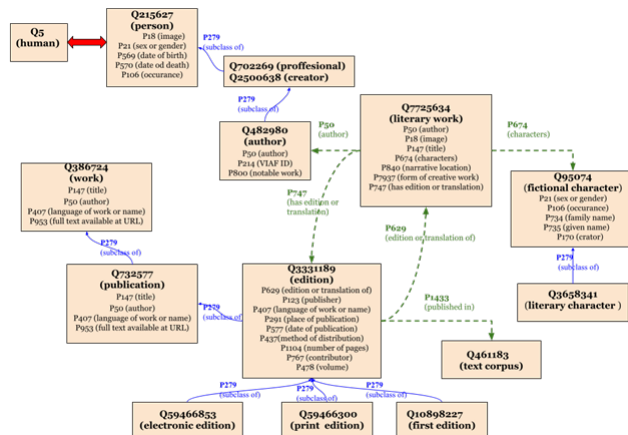 Q5
(human)
Q215627
(person)
P18 (image)
P21 (sex or gender)
P569 (date of birth)
P570 (date od death)
P106 (occurance)
P279
(subclass of)
Q702269 (proffesional)
Q2500638 (creator)
P279
(subclass of)
Q482980
(author)
P50 (author)
P214 (VIAF ID)
P800 (notable work)
P50
(author)
Q7725634
(literary work)
P50 (author)
P18 (image)
P147 (title)
P674 (characters)
P840 (narrative location)
P7937 (form of creative work)
P747 (has edition or translation)
P674
(characters)
Q95074
(fictional character)
P21 (sex or gender)
P106 (occurance)
P734 (family name)
P735 (given name)
P170 (crator)
P279
(subclass of)
Q3658341
(literary character )
Q386724
(work)
P147 (title)
P50 (author)
P407 (language of work or name)
P953 (full text available at URL)
P279
(subclass of)
Q732577
(publication)
P147 (title)
P50 (author)
P407 (language of work or name)
P953 (full text available at URL)
P279
(subclass of)
P747
(has edition or
translation)
P629
(edition or translation of)
Q3331189
(edition)
P629 (edition or translation of)
P123 (publisher)
P407 (language of work or name)
P291 (place of publication)
P577 (date of publication)
P437(method of distribution)
P1104 (number of pages)
P767 (contributor)
P478 (volume)
P1433
(published in)
Q461183
(text corpus)
P279
(subclass of)
P279
(subclass of)
P279
(subclass of)
Q59466853
(electronic edition)
Q59466300
(print edition)
Q10898227
(first edition)